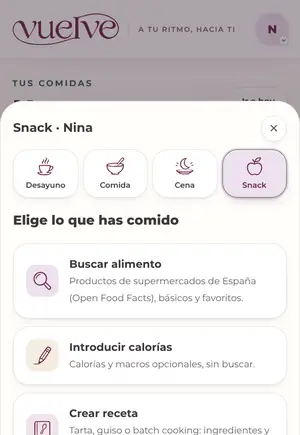 vuelve
A TU RITMO, HACIA TI
N
TUS COMIDAS
Snack · Nina
Desayuno
Comida
Cena
Snack
Elige lo que has comido
Buscar alimento
Productos de supermercados de España
(Open Food Facts), básicos y favoritos.
Introducir calorías
Calorías y macros opcionales, sin buscar.
Crear receta
Tarta, guiso o batch cooking: ingredientes y